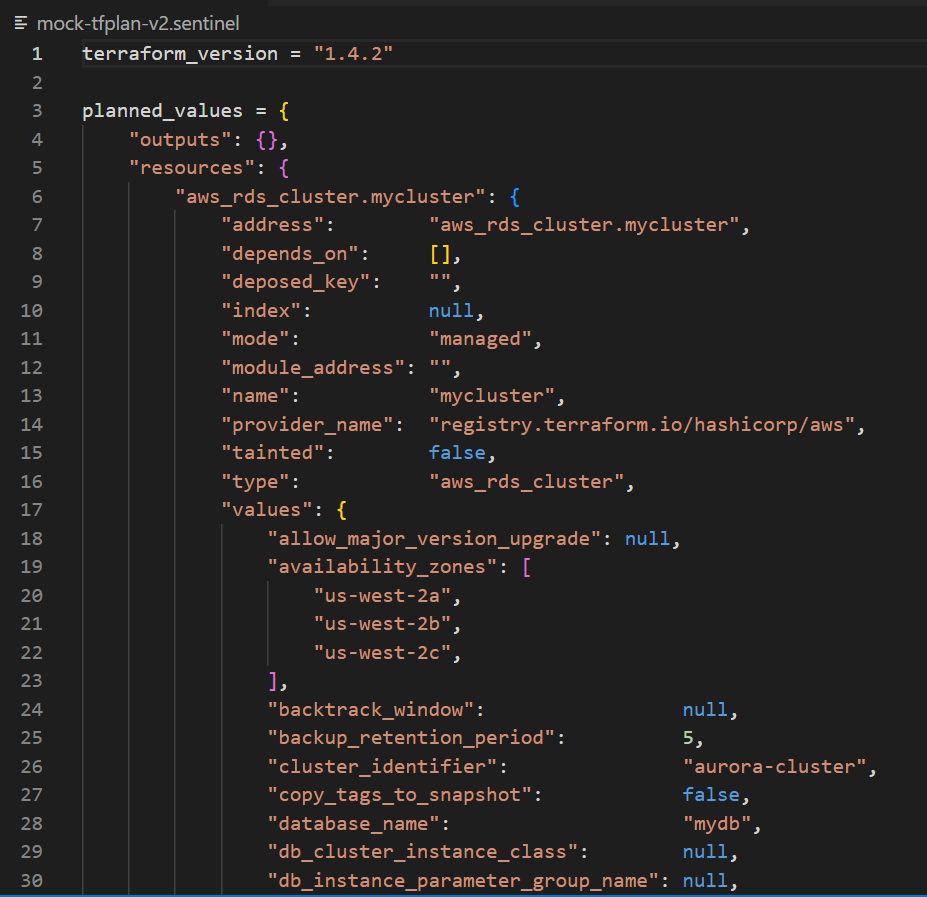 mock-tfplan-v2.sentinel
1 terraform_version = "1.4.2"
2
3 planned_values = {
4 "outputs": {},
5 "resources": {
6 "aws_rds_cluster.mycluster": {
7 "address": "aws_rds_cluster.mycluster",
8 "depends_on": [],
9 "deposed_key": "",
10 "index": null,
11 "mode": "managed",
12 "module_address": "",
13 "name": "mycluster",
14 "provider_name": "registry.terraform.io/hashicorp/aws",
15 "tainted": false,
16 "type": "aws_rds_cluster",
17 "values": {
18 "allow_major_version_upgrade": null,
19 "availability_zones": [
20 "us-west-2a",
21 "us-west-2b",
22 "us-west-2c",
23 ],
24 "backtrack_window": null,
25 "backup_retention_period": 5,
26 "cluster_identifier": "aurora-cluster",
27 "copy_tags_to_snapshot": false,
28 "database_name": "mydb",
29 "db_cluster_instance_class": null,
30 "db_instance_parameter_group_name": null,